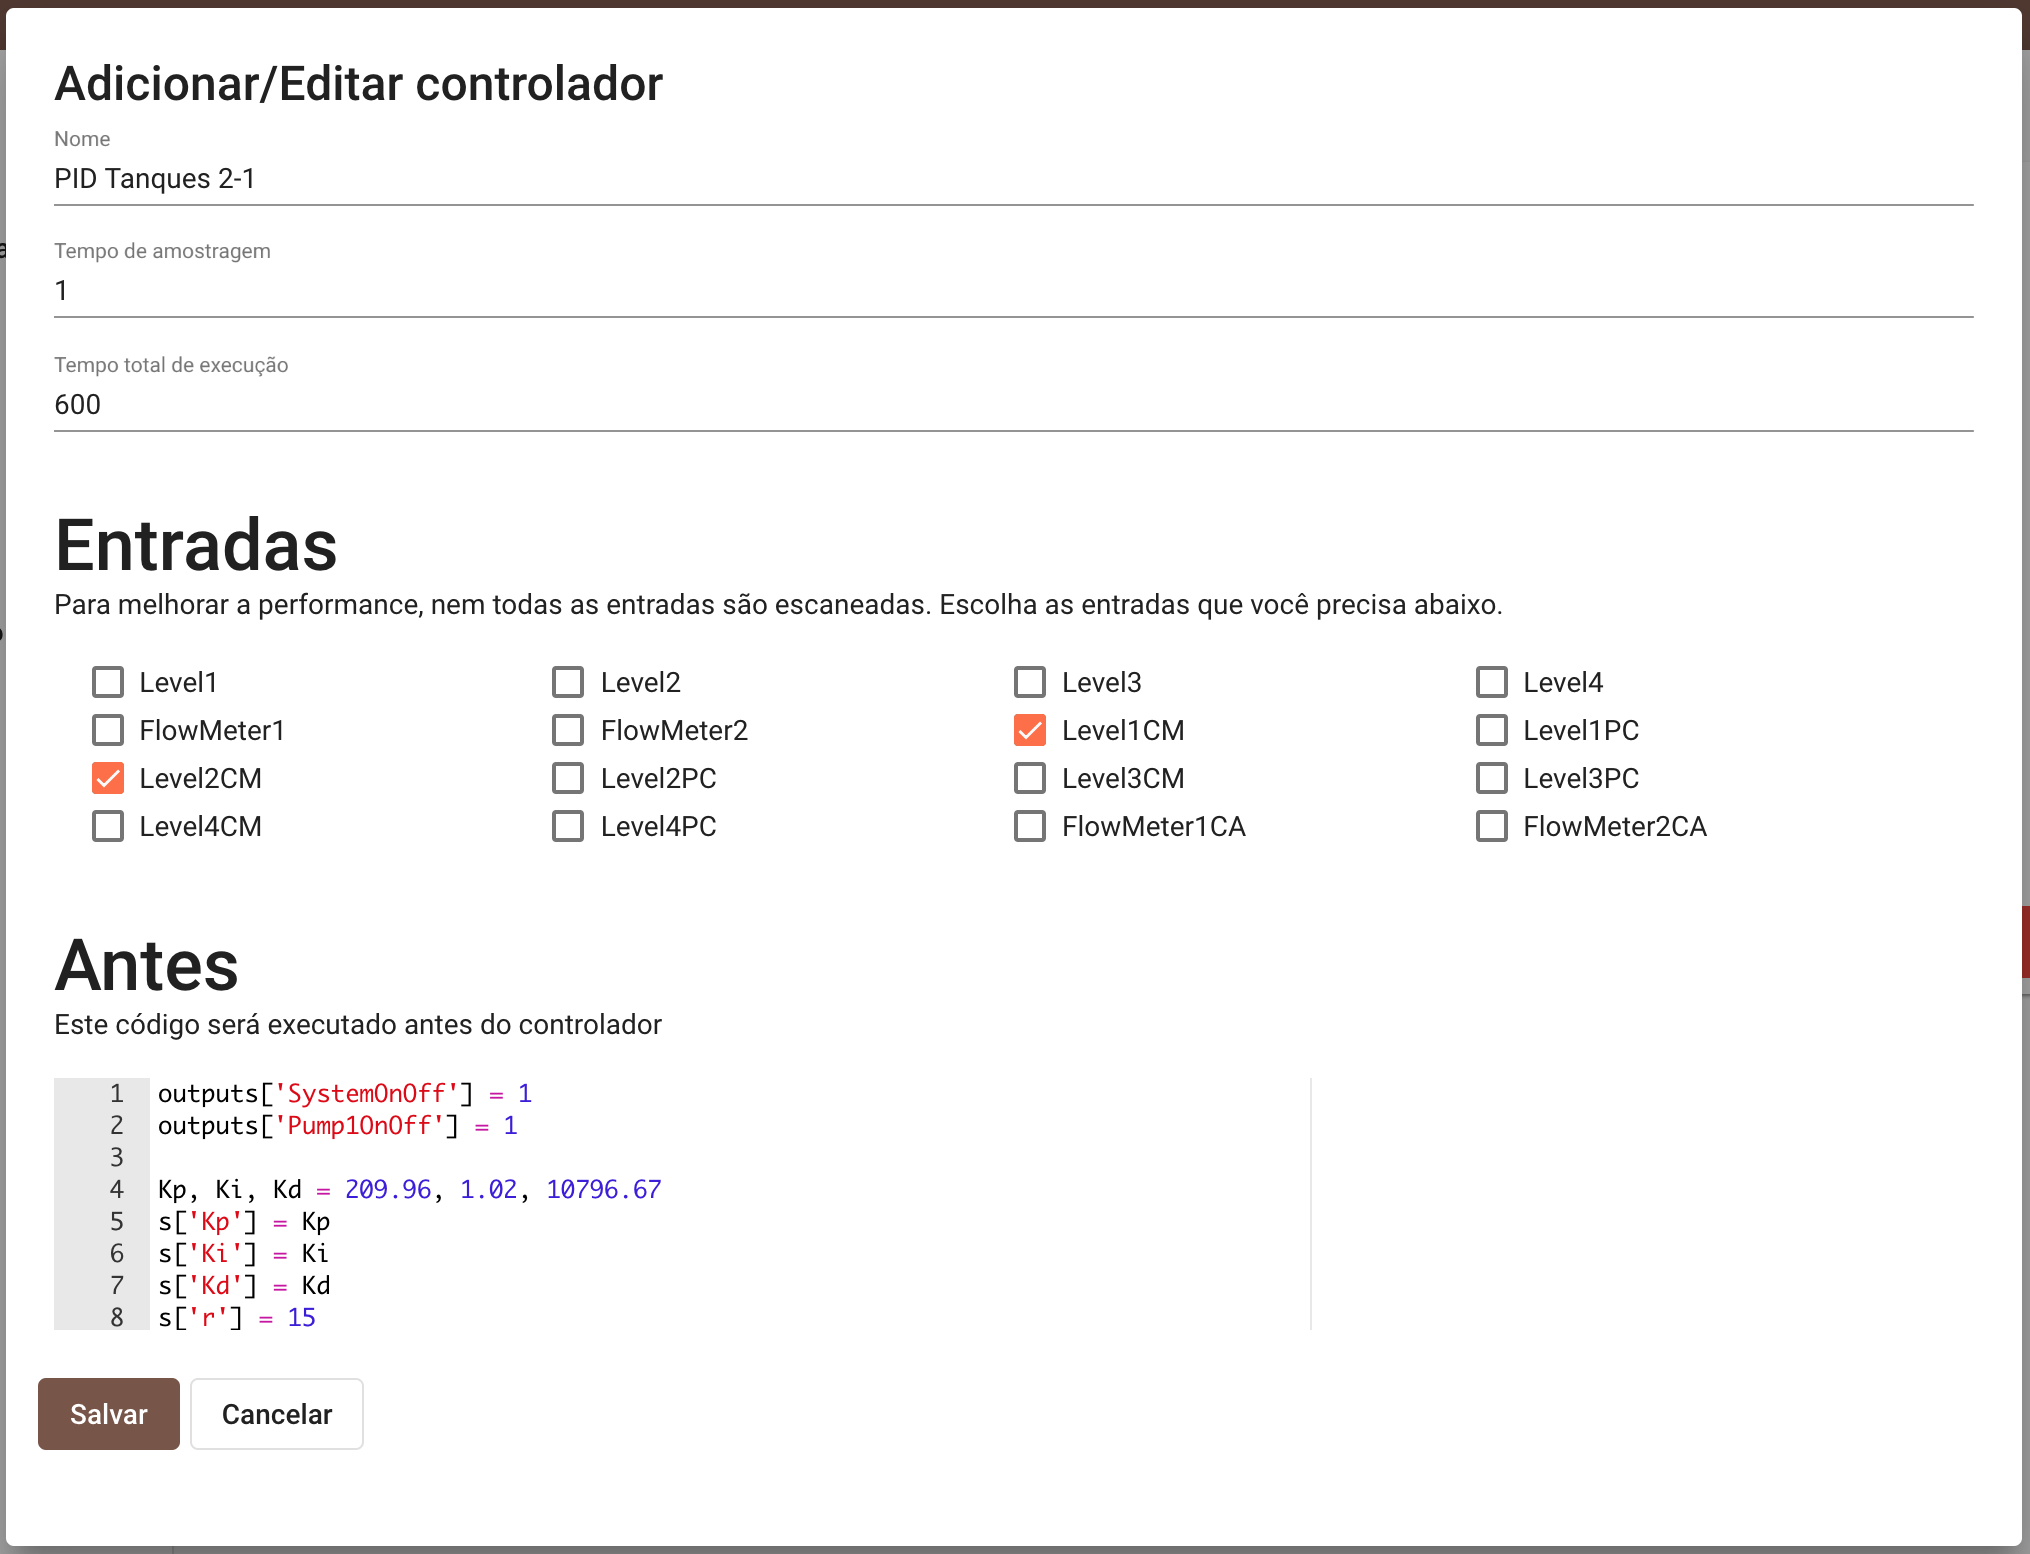 Adicionar/Editar controlador
Nome
PID Tanques 2-1
Tempo de amostragem
1
Tempo total de execução
600
Entradas
Para melhorar a performance, nem todas as entradas são escaneadas. Escolha as entradas que você precisa abaixo.
Level1 Level2 Level3 Level4
FlowMeter1 FlowMeter2 Level1CM Level1PC
Level2CM Level2PC Level3CM Level3PC
Level4CM Level4PC FlowMeter1CA FlowMeter2CA
Antes
Este código será executado antes do controlador
1 outputs['SystemOnOff'] = 1
2 outputs['Pump1OnOff'] = 1
3
4 Kp, Ki, Kd = 209.96, 1.02, 10796.67
5 s['Kp'] = Kp
6 s['Ki'] = Ki
7 s['Kd'] = Kd
8 s['r'] = 15
Salvar Cancelar